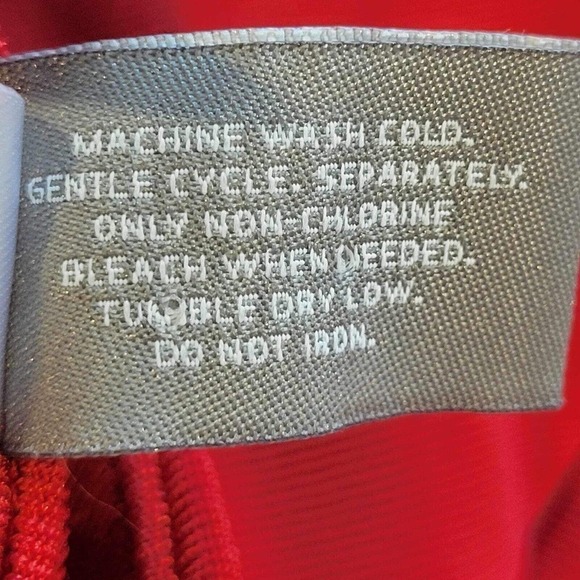 MACHINE WASH COLD.
GENTLE CYCLE. SEPARATELY.
ONLY NON-CHLORINE
BLEACH WHEN NEEDED.
TUMBLE DRY LOW.
DO NOT IRON.